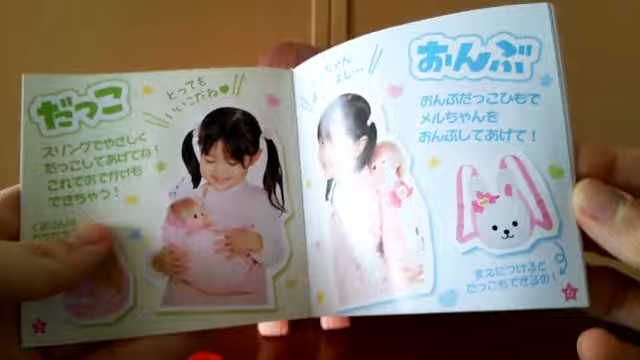 だっこ
とっても
いいこだね
スリングでやさしく
だっこしてあげてね!
これでおでかけも
できちゃう!
おんぶ
おんぶだっこひもで
メルちゃんを
おんぶしてあげて!
まえにつけると
だっこもできるの!